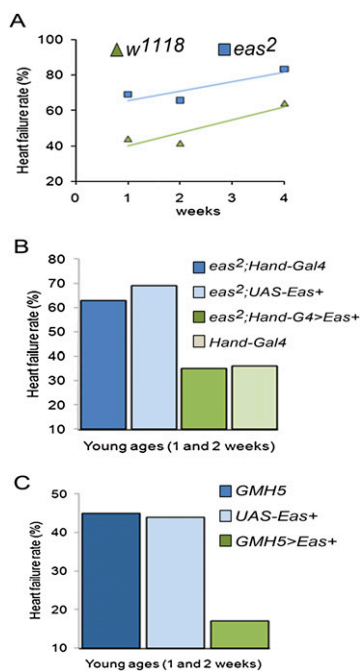 A
w1118 eas2
Heart failure rate (%)
100
80
60
40
20
0 1 2 3 4
weeks
B
Heart failure rate (%)
80
70
60
50
40
30
20
10
eas2;Hand-Gal4
eas2;UAS-Eas+
eas2;Hand-G4>Eas+
Hand-Gal4
Young ages (1 and 2 weeks)
C
Heart failure rate (%)
50
40
30
20
10
GMH5
UAS-Eas+
GMH5>Eas+
Young ages (1 and 2 weeks)